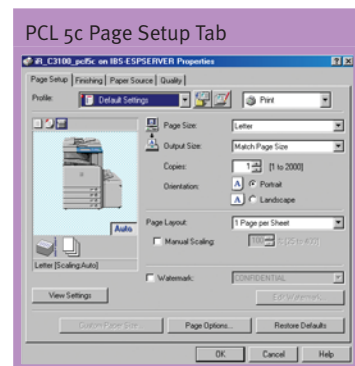 PCL 5c Page Setup Tab
iR_C3100_pcl5c on IBS-ESPSERVER Properties
Page Setup Finishing Paper Source Quality
Profile: Default Settings Print
Page Size: Letter
Output Size: Match Page Size
Copies: 1 [1 to 2000]
Orientation: A Portrait
A Landscape
Auto
Page Layout: 1 Page per Sheet
Manual Scaling 100 % [25 to 400]
Letter [Scaling:Auto]
Watermark: CONFIDENTIAL
View Settings Edit Watermark...
Custom Paper Size... Page Options... Restore Defaults
OK Cancel Help